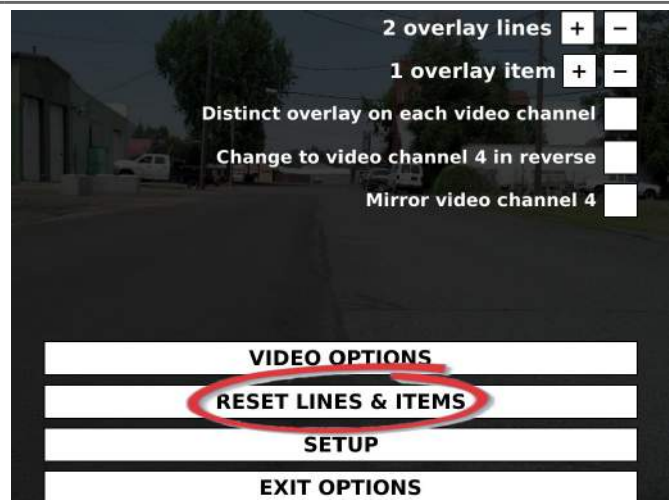 2 overlay lines + −
1 overlay item + −
Distinct overlay on each video channel
Change to video channel 4 in reverse
Mirror video channel 4
VIDEO OPTIONS
RESET LINES & ITEMS
SETUP
EXIT OPTIONS